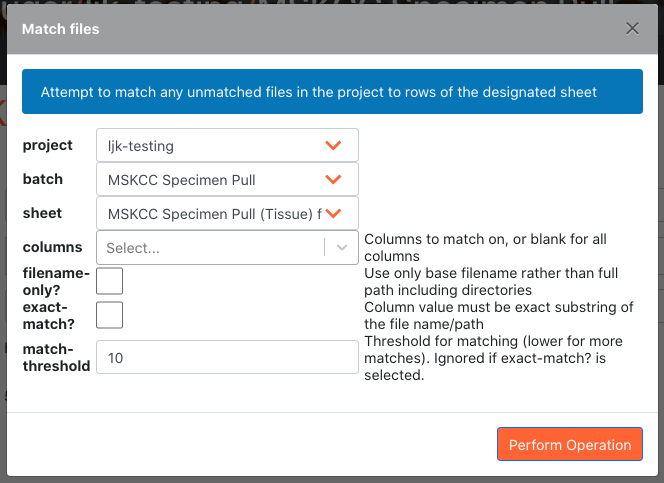 Match files
Attempt to match any unmatched files in the project to rows of the designated sheet
project
ljk-testing
batch
MSKCC Specimen Pull
sheet
MSKCC Specimen Pull (Tissue) f
columns
Select...
Columns to match on, or blank for all
columns
filename-
only?
Use only base filename rather than full
path including directories
exact-
match?
Column value must be exact substring of
the file name/path
match-
threshold
10
Threshold for matching (lower for more
matches). Ignored if exact-match? is
selected.
Perform Operation